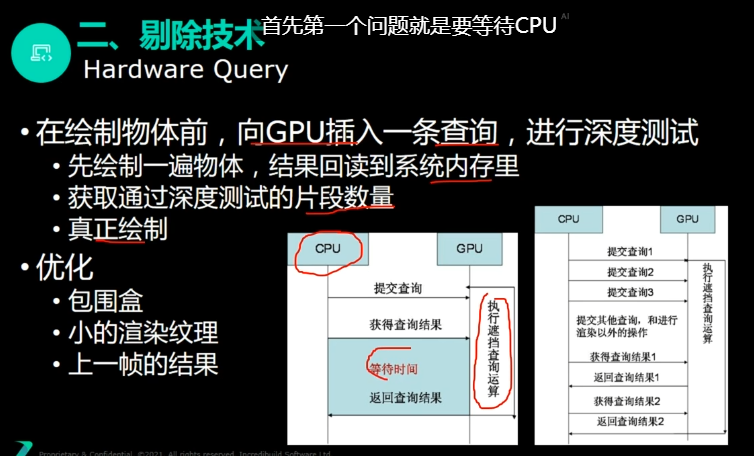 首先第一个问题就是要等待CPU
AI
二、剔除技术
Hardware Query
• 在绘制物体前，向GPU插入一条查询，进行深度测试
• 先绘制一遍物体，结果回读到系统内存里
• 获取通过深度测试的片段数量
• 真正绘制
• 优化
• 包围盒
• 小的渲染纹理
• 上一帧的结果
CPU
GPU
提交查询
获得查询结果
等待时间
返回查询结果
执行遮挡查询运算
CPU
GPU
提交查询1
提交查询2
提交查询3
提交其他查询，和进行
渲染以外的操作
获得查询结果1
返回查询结果1
获得查询结果2
返回查询结果2
执行遮挡查询运算
Proprietary & Confidential ©2021. All rights reserved. Incredibuild Software Ltd